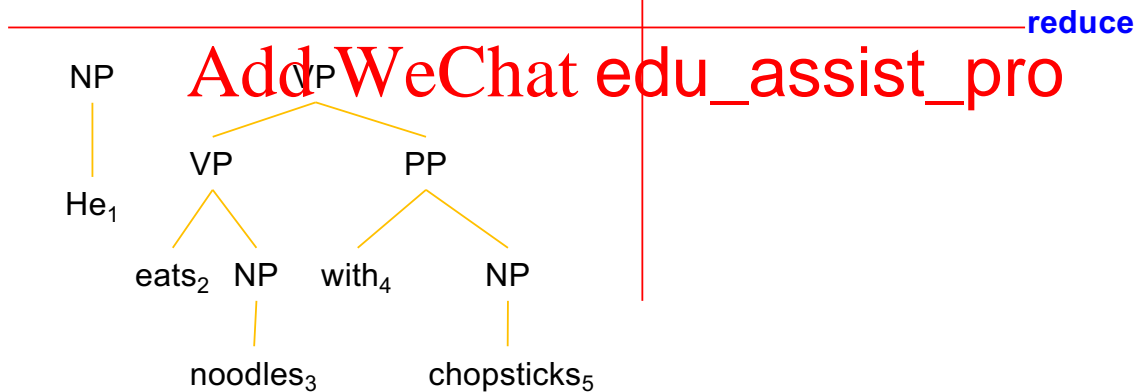 reduce
NP VP
Add WeChat edu_assist_pro
VP PP
He₁
eats₂ NP with₄ NP
noodles₃ chopsticks₅